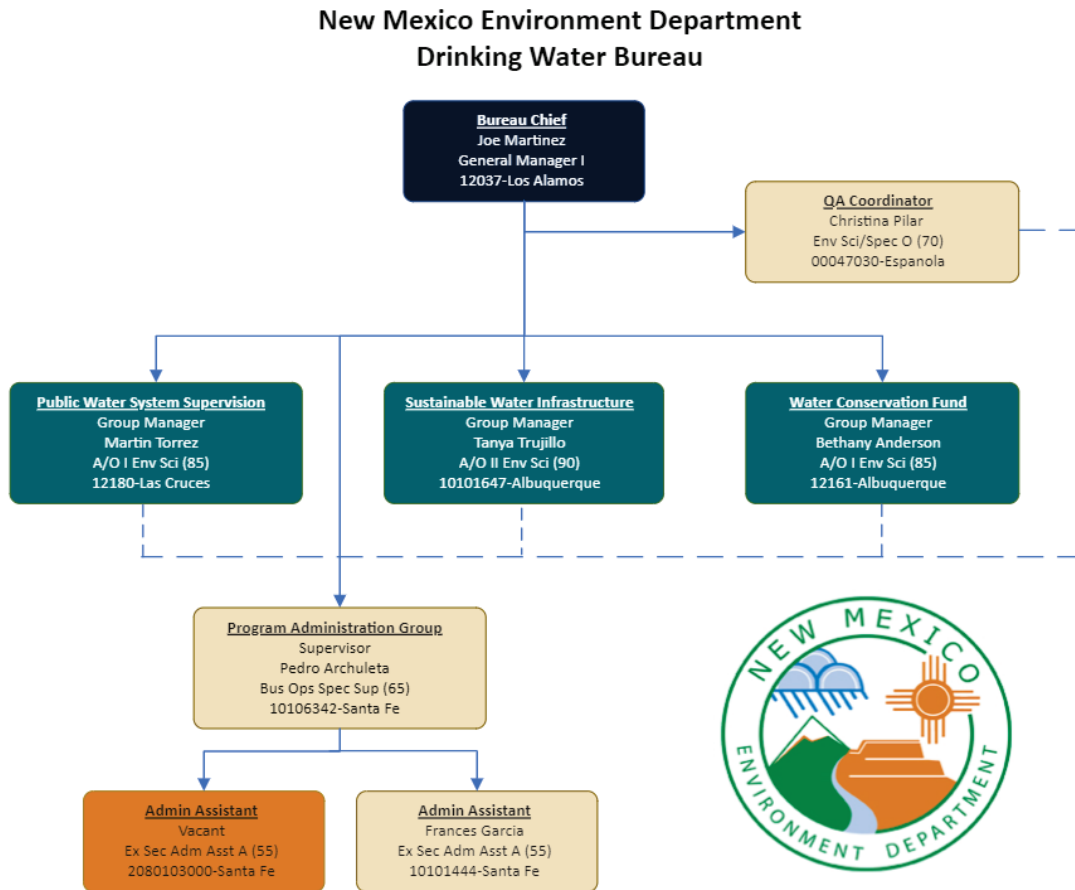 New Mexico Environment Department
Drinking Water Bureau
Bureau Chief
Joe Martinez
General Manager I
12037-Los Alamos
QA Coordinator
Christina Pilar
Env Sci/Spec O (70)
00047030-Espanola
Public Water System Supervision
Group Manager
Martin Torrez
A/O I Env Sci (85)
12180-Las Cruces
Sustainable Water Infrastructure
Group Manager
Tanya Trujillo
A/O II Env Sci (90)
10101647-Albuquerque
Water Conservation Fund
Group Manager
Bethany Anderson
A/O I Env Sci (85)
12161-Albuquerque
Program Administration Group
Supervisor
Pedro Archuleta
Bus Ops Spec Sup (65)
10106342-Santa Fe
Admin Assistant
Vacant
Ex Sec Adm Asst A (55)
2080103000-Santa Fe
Admin Assistant
Frances Garcia
Ex Sec Adm Asst A (55)
10101444-Santa Fe
NEW MEXICO
ENVIRONMENT DEPARTMENT